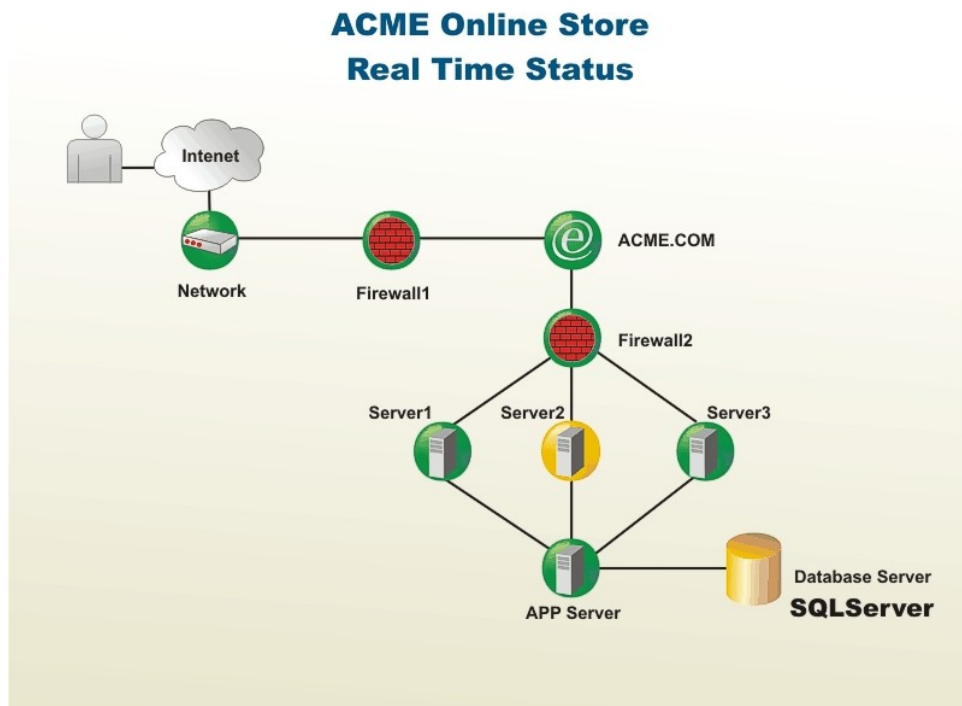 ACME Online Store
Real Time Status
Intenet
Network
Firewall1
ACME.COM
Firewall2
Server1
Server2
Server3
APP Server
Database Server
SQLServer